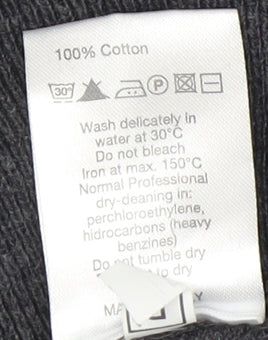 100% Cotton
30°
P
Wash delicately in
water at 30°C
Do not bleach
Iron at max. 150°C
Normal Professional
dry-cleaning in:
perchloroethylene,
hidrocarbons (heavy
benzines)
Do not tumble dry
to dry